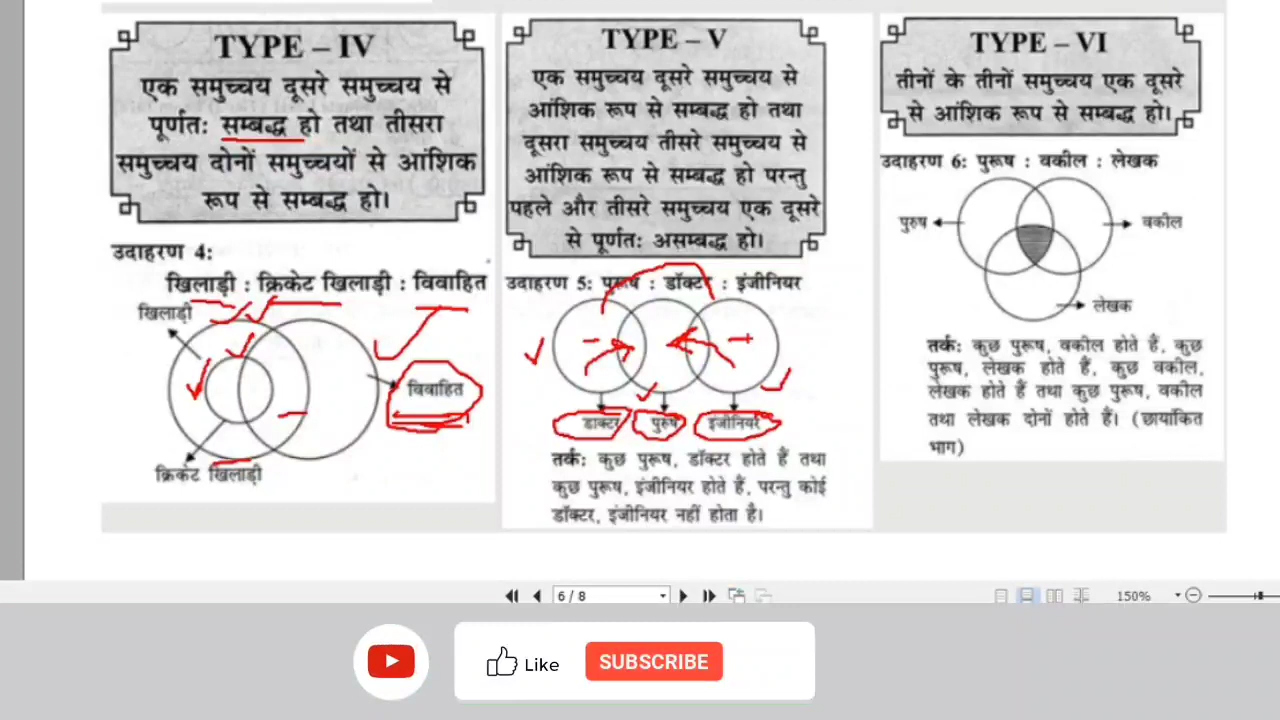 TYPE – IV
एक समुच्चय दूसरे समुच्चय से
पूर्णतः सम्बद्ध हो तथा तीसरा
समुच्चय दोनों समुच्चयों से आंशिक
रूप से सम्बद्ध हो।
उदाहरण 4:
खिलाड़ी : क्रिकेट खिलाड़ी : विवाहित
खिलाड़ी
विवाहित
क्रिकेट खिलाड़ी
TYPE – V
एक समुच्चय दूसरे समुच्चय से
आंशिक रूप से सम्बद्ध हो तथा
दूसरा समुच्चय तीसरे समुच्चय से
आंशिक रूप से सम्बद्ध हो परन्तु
पहले और तीसरे समुच्चय एक दूसरे
से पूर्णतः असम्बद्ध हो।
उदाहरण 5: पुरूष : डॉक्टर : इंजीनियर
डाक्टर पुरुष इंजीनियर
तर्कः कुछ पुरूष, डॉक्टर होते हैं तथा
कुछ पुरूष, इंजीनियर होते हैं, परन्तु कोई
डॉक्टर, इंजीनियर नहीं होता है।
TYPE – VI
तीनों के तीनों समुच्चय एक दूसरे
से आंशिक रूप से सम्बद्ध हो।
उदाहरण 6: पुरूष : वकील : लेखक
पुरूष
वकील
लेखक
तर्कः कुछ पुरूष, वकील होते हैं, कुछ
पुरूष, लेखक होते हैं, कुछ वकील,
लेखक होते हैं तथा कुछ पुरूष, वकील
तथा लेखक दोनों होते हैं। (छायांकित
भाग)
6 / 8
150%
Like
SUBSCRIBE